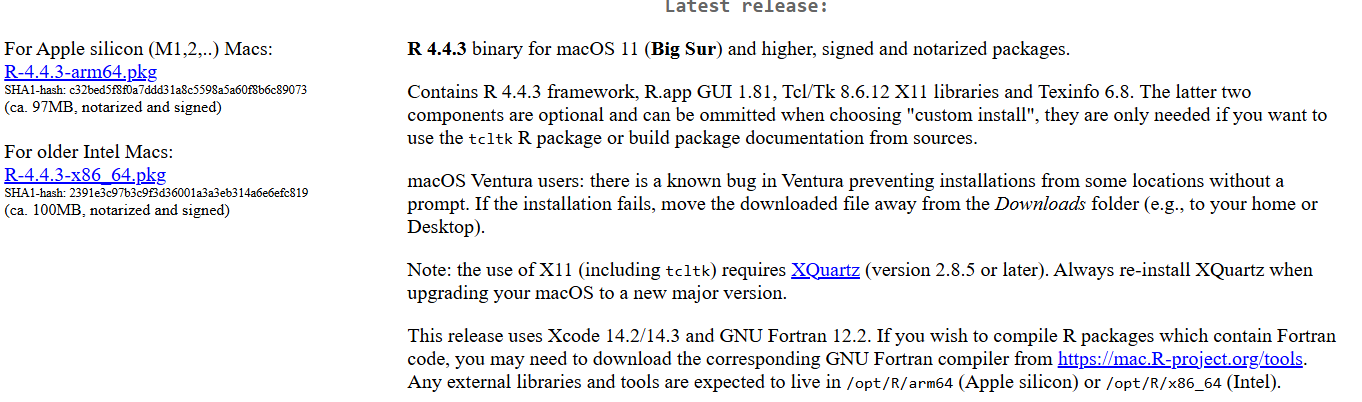 Latest release:
For Apple silicon (M1,2,..) Macs:
R-4.4.3-arm64.pkg
SHA1-hash: c32bed5f8f0a7ddd31a8c5598a5a60f8b6c89073
(ca. 97MB, notarized and signed)
For older Intel Macs:
R-4.4.3-x86_64.pkg
SHA1-hash: 2391e3c97b3c9f3d36001a3a3eb314a6e6efc819
(ca. 100MB, notarized and signed)
R 4.4.3 binary for macOS 11 (Big Sur) and higher, signed and notarized packages.
Contains R 4.4.3 framework, R.app GUI 1.81, Tcl/Tk 8.6.12 X11 libraries and Texinfo 6.8. The latter two
components are optional and can be ommitted when choosing "custom install", they are only needed if you want to
use the tcltk R package or build package documentation from sources.
macOS Ventura users: there is a known bug in Ventura preventing installations from some locations without a
prompt. If the installation fails, move the downloaded file away from the Downloads folder (e.g., to your home or
Desktop).
Note: the use of X11 (including tcltk) requires XQuartz (version 2.8.5 or later). Always re-install XQuartz when
upgrading your macOS to a new major version.
This release uses Xcode 14.2/14.3 and GNU Fortran 12.2. If you wish to compile R packages which contain Fortran
code, you may need to download the corresponding GNU Fortran compiler from https://mac.R-project.org/tools.
Any external libraries and tools are expected to live in /opt/R/arm64 (Apple silicon) or /opt/R/x86_64 (Intel).